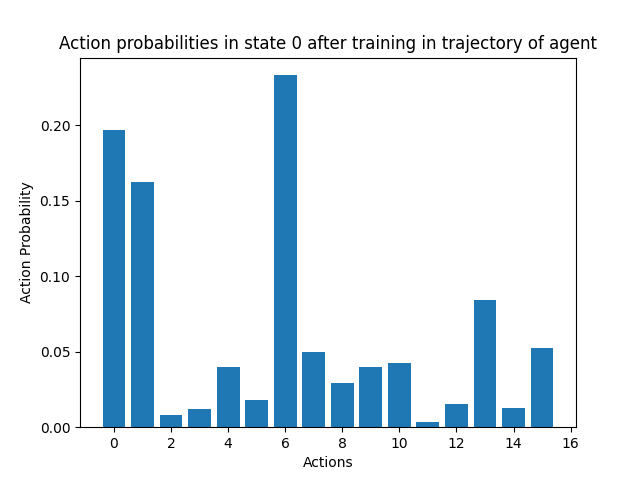 Action probabilities in state 0 after training in trajectory of agent
0.20
0.15
0.10
0.05
0.00
Action Probability
0 2 4 6 8 10 12 14 16
Actions